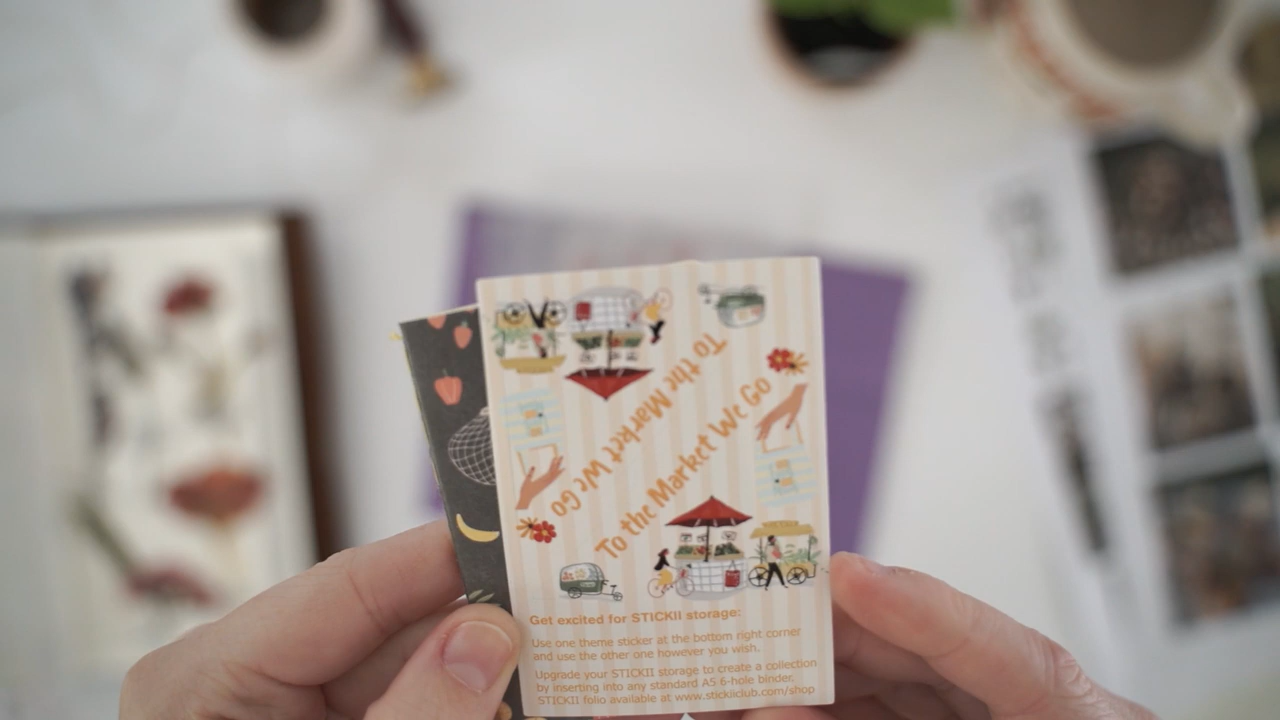 To the Market We Go
To the Market We Go
Get excited for STICKII storage:
Use one theme sticker at the bottom right corner
and use the other one however you wish.
Upgrade your STICKII storage to create a collection
by inserting into any standard A5 6-hole binder.
STICKII folio available at www.stickiiclub.com/shop